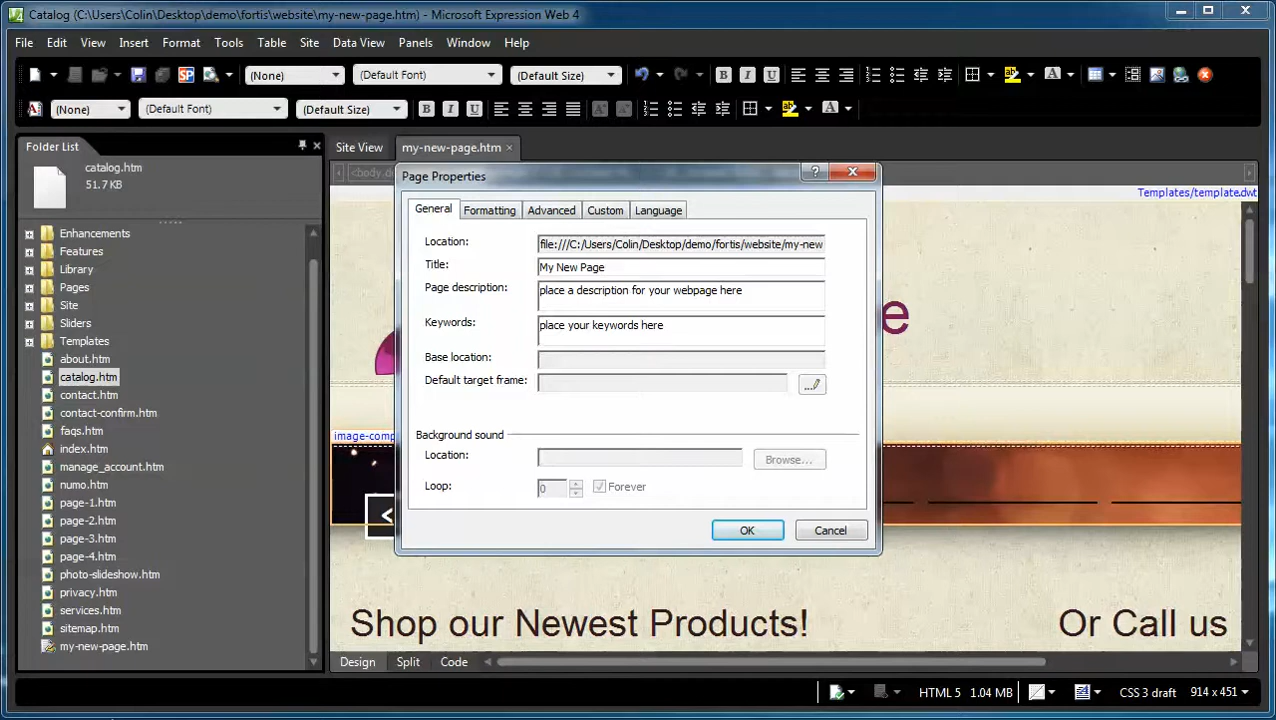 Catalog (C:\Users\Colin\Desktop\demo\fortis\website\my-new-page.htm) - Microsoft Expression Web 4
File Edit View Insert Format Tools Table Site Data View Panels Window Help
(None) (Default Font) (Default Size) B I U A
(None) (Default Font) (Default Size) B I U A
Folder List
Site View my-new-page.htm
catalog.htm
51.7 KB
<body.
Templates/template.dwt
Page Properties
General Formatting Advanced Custom Language
Location: file:///C:/Users/Colin/Desktop/demo/fortis/website/my-new
Title: My New Page
Page description: place a description for your webpage here
Keywords: place your keywords here
Base location:
Default target frame:
Background sound
Location: Browse...
Loop: 0 Forever
OK Cancel
Enhancements
Features
Library
Pages
Site
Sliders
Templates
about.htm
catalog.htm
contact.htm
contact-confirm.htm
faqs.htm
index.htm
manage_account.htm
numo.htm
page-1.htm
page-2.htm
page-3.htm
page-4.htm
photo-slideshow.htm
privacy.htm
services.htm
sitemap.htm
my-new-page.htm
e
image-comp
<
Shop our Newest Products! Or Call us
Design Split Code
HTML 5 1.04 MB CSS 3 draft 914 x 451